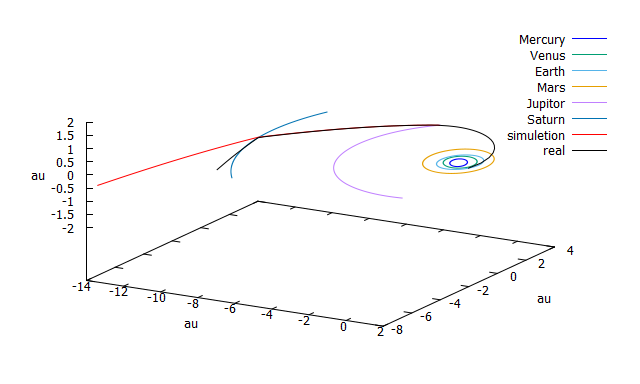 Mercury
Venus
Earth
Mars
Jupitor
Saturn
simuletion
real
2
1.5
1
0.5
0
-0.5
-1
-1.5
-2
au
-14
-12
-10
-8
-6
-4
-2
0
2
au
-8
-6
-4
-2
0
2
4
au